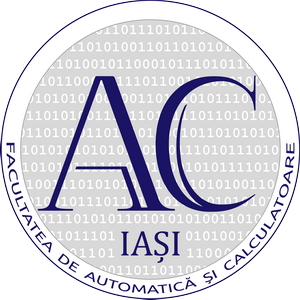 AC
IAȘI
FACULTATEA DE AUTOMATICĂ ȘI CALCULATOARE